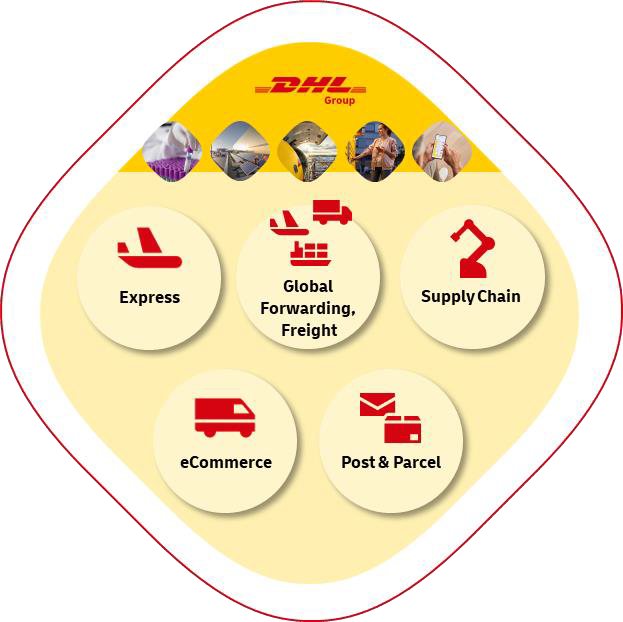 DHL
Group
Express
Global
Forwarding,
Freight
Supply Chain
eCommerce
Post & Parcel